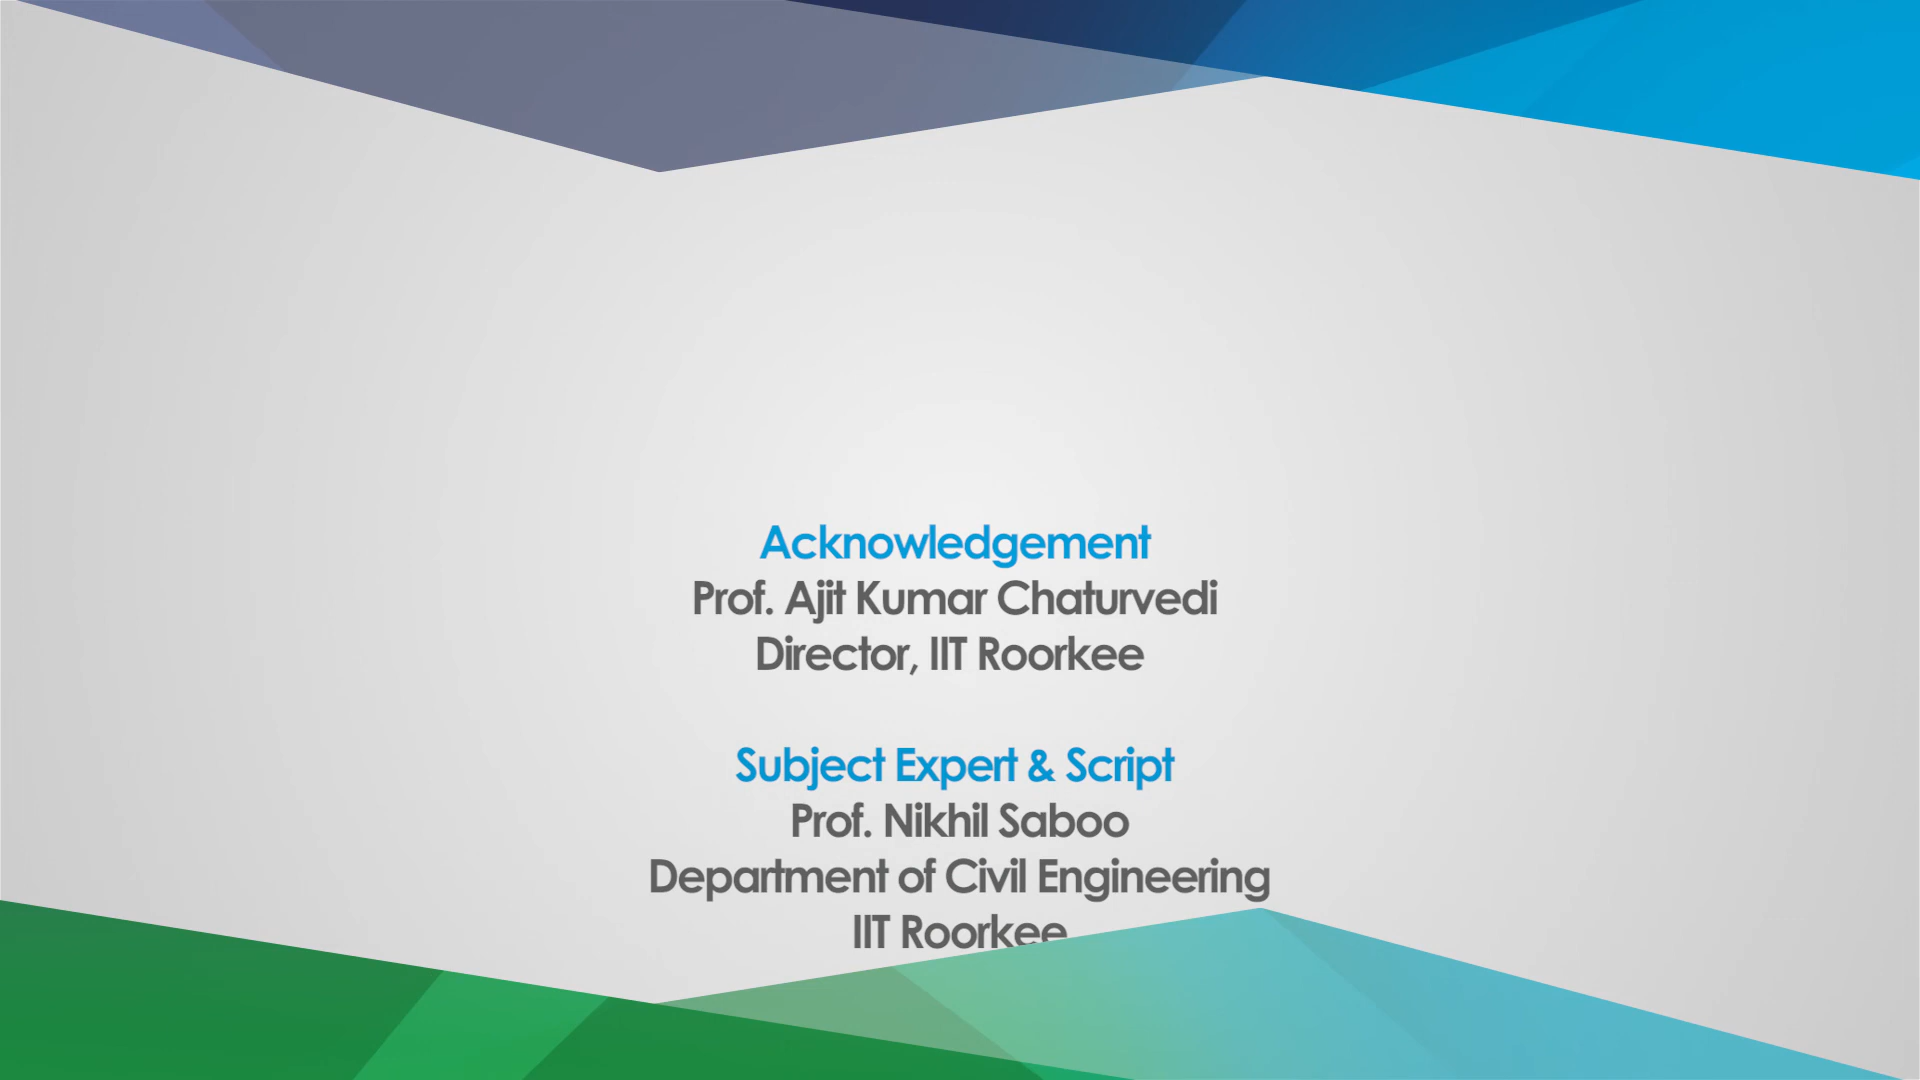 Acknowledgement
Prof. Ajit Kumar Chaturvedi
Director, IIT Roorkee
Subject Expert & Script
Prof. Nikhil Saboo
Department of Civil Engineering
IIT Roorkee